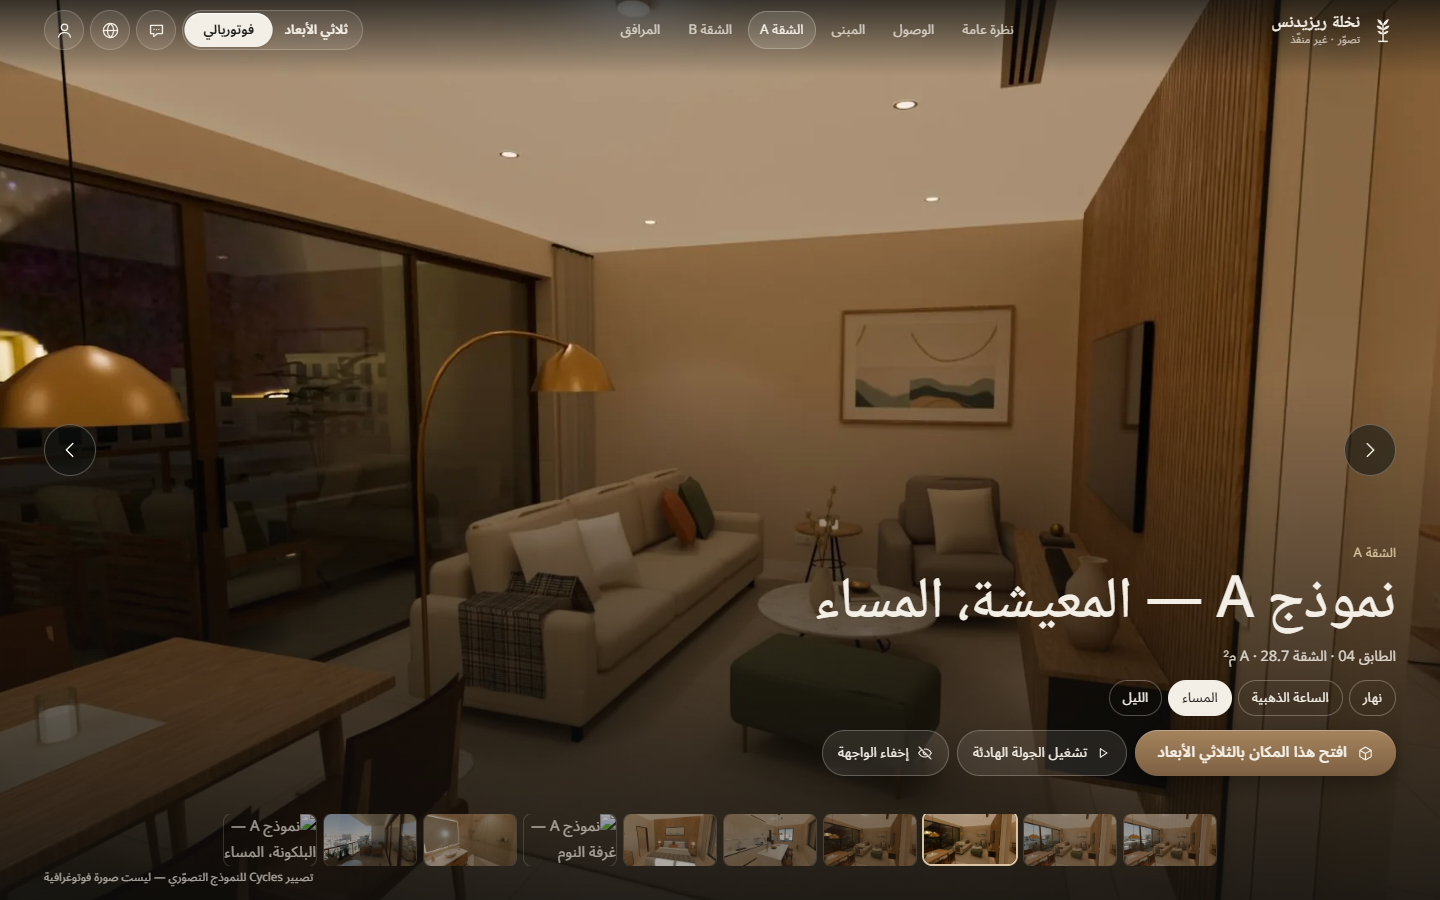 نخلة ريزيدنس
تصوّر · غير منفّذ
نظرة عامة
الوصول
المبنى
الشقة A
الشقة B
المرافق
ثلاثي الأبعاد
فوتوريالي
الشقة A
نموذج A — المعيشة، المساء
الطابق 04 · الشقة A · 28.7 م²
نهار
الساعة الذهبية
المساء
الليل
افتح هذا المكان بالثلاثي الأبعاد
تشغيل الجولة الهادئة
إخفاء الواجهة
نموذج A —
غرفة النوم
نموذج A —
البلكونة، المساء
تصيير Cycles للنموذج التصوّري — ليست صورة فوتوغرافية